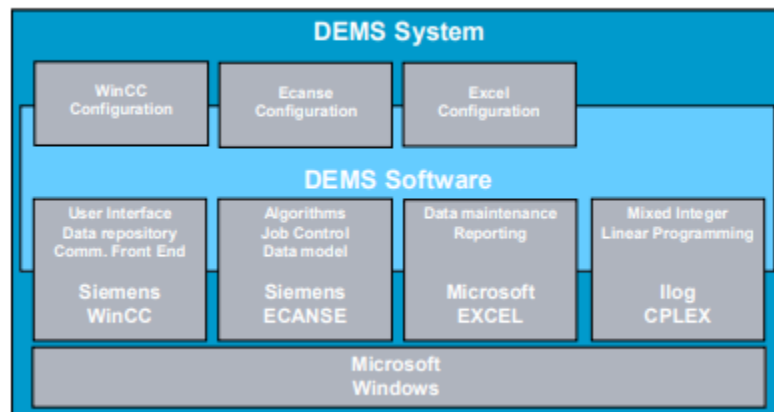 DEMS System
WinCC
Configuration
Ecanse
Configuration
Excel
Configuration
DEMS Software
User Interface
Data repository
Comm. Front End
Siemens
WinCC
Algorithms
Job Control
Data model
Siemens
ECANSE
Data maintenance
Reporting
Microsoft
EXCEL
Mixed Integer
Linear Programming
Ilog
CPLEX
Microsoft
Windows